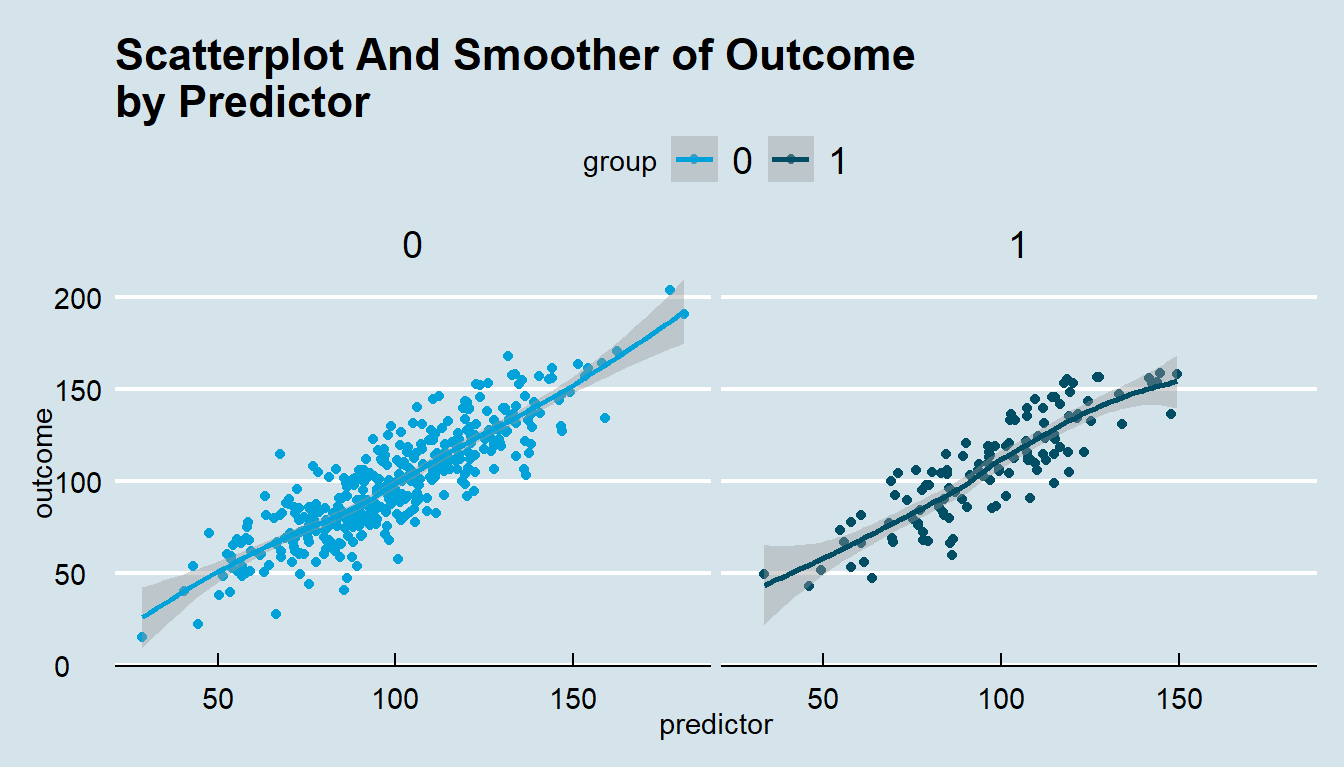 Scatterplot And Smoother of Outcome
by Predictor
group 0 1
0 1
200
150
100
50
0
outcome
50 100 150 50 100 150
predictor